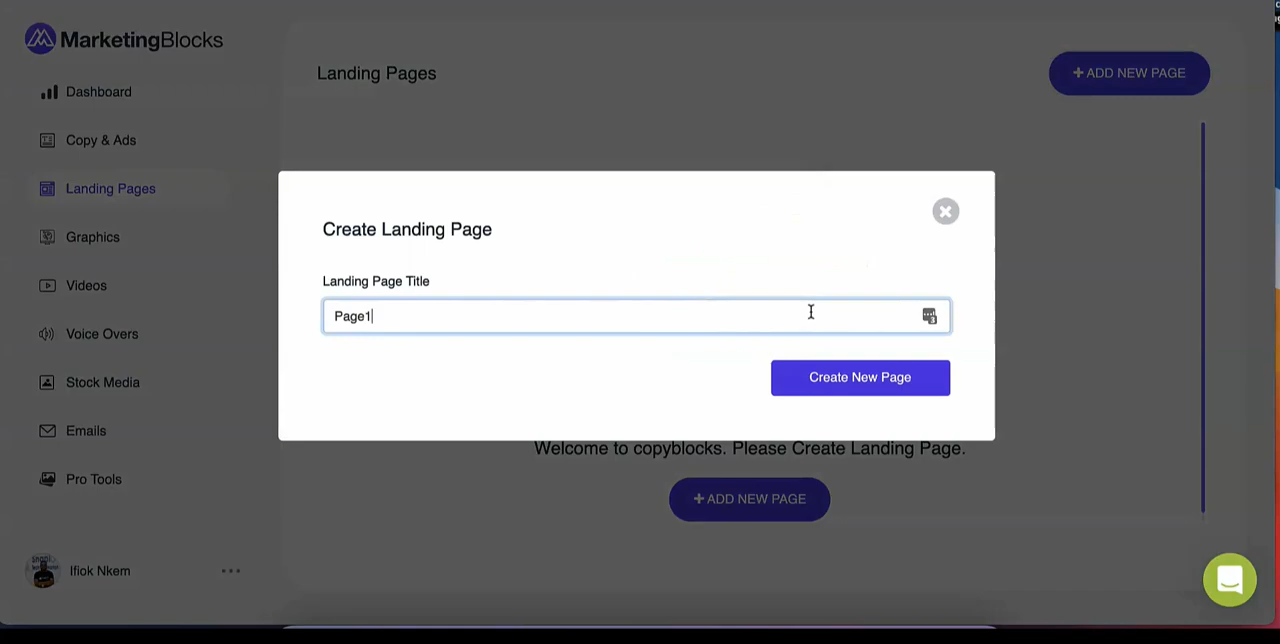 MarketingBlocks
Dashboard
Copy & Ads
Landing Pages
Graphics
Videos
Voice Overs
Stock Media
Emails
Pro Tools
Ifiok Nkem
Landing Pages
+ ADD NEW PAGE
Create Landing Page
Landing Page Title
Page1
Create New Page
Welcome to copyblocks. Please Create Landing Page.
+ ADD NEW PAGE